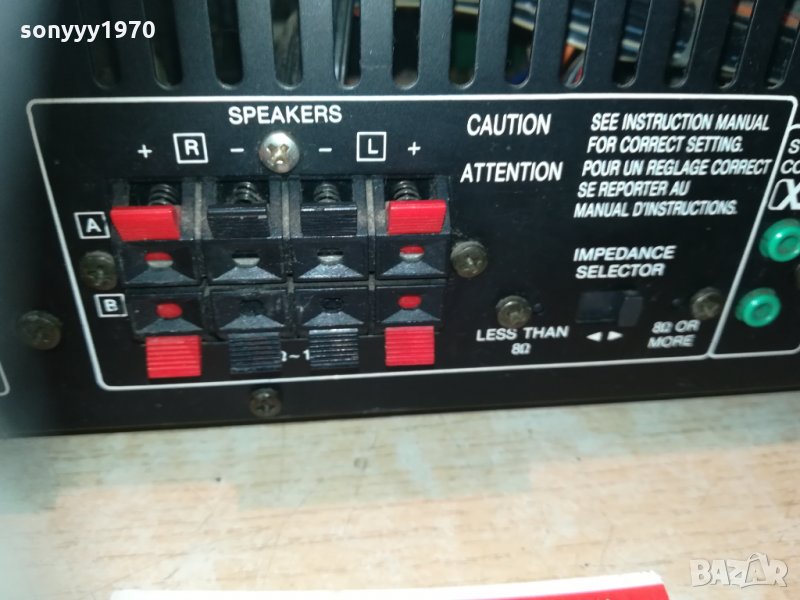 sonyyy1970
SPEAKERS
+ R - - L +
A
B
CAUTION
ATTENTION
SEE INSTRUCTION MANUAL
FOR CORRECT SETTING.
POUR UN REGLAGE CORRECT
SE REPORTER AU
MANUAL D'INSTRUCTIONS.
IMPEDANCE
SELECTOR
LESS THAN
8Ω
◄ ►
8Ω OR
MORE
BAZAR